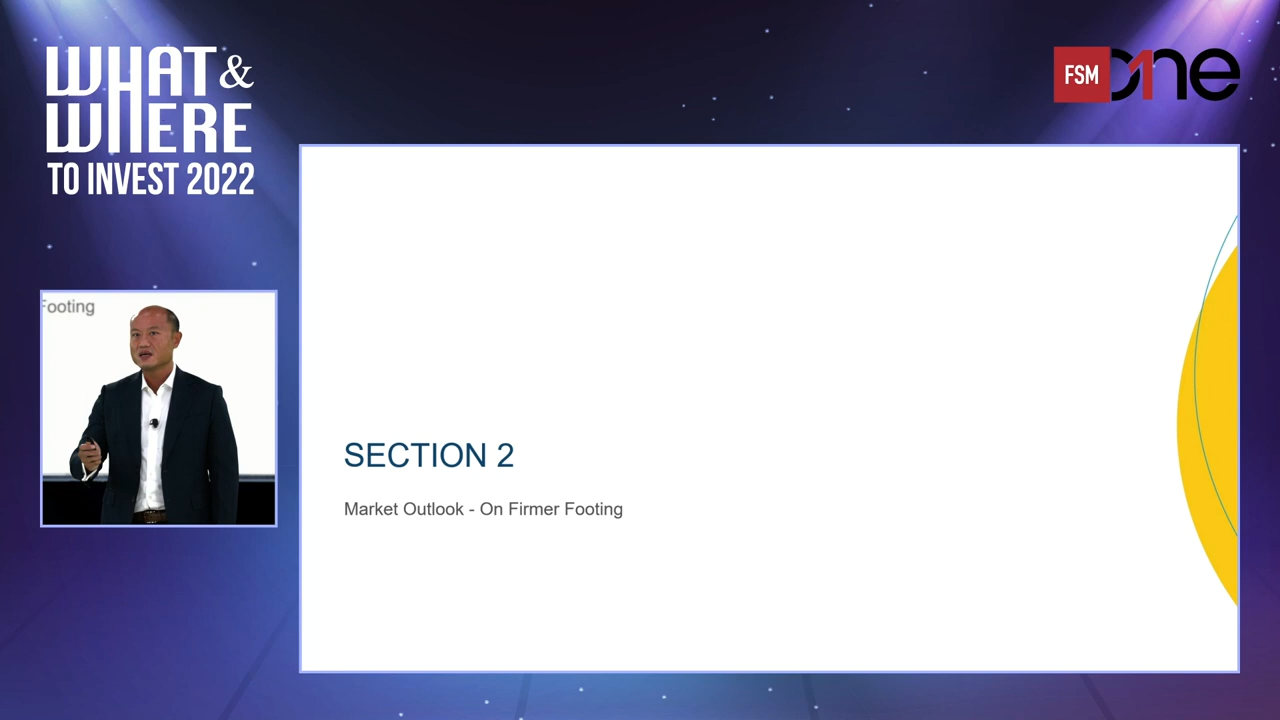 WHAT &
WHERE
TO INVEST 2022
FSM One
Footing
SECTION 2
Market Outlook - On Firmer Footing